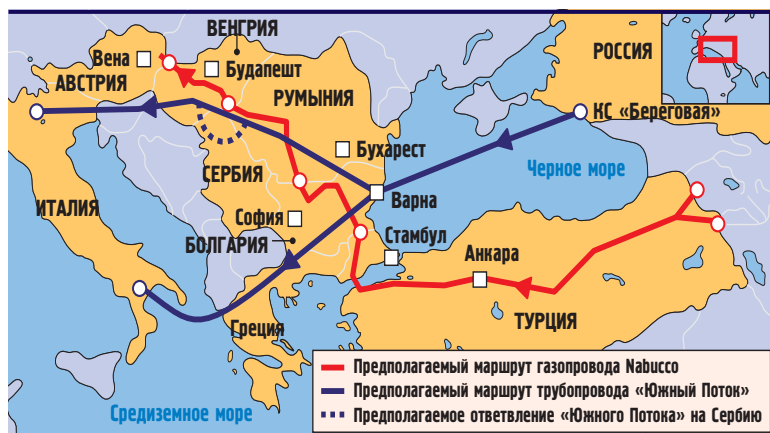 ВЕНГРИЯ
РОССИЯ
Вена
Будапешт
АВСТРИЯ
РУМЫНИЯ
КС «Береговая»
Бухарест
Черное море
СЕРБИЯ
Варна
ИТАЛИЯ
София
Стамбул
БОЛГАРИЯ
Анкара
Греция
ТУРЦИЯ
Предполагаемый маршрут газопровода Nabucco
Предполагаемый маршрут трубопровода «Южный Поток»
Средиземное море
Предполагаемое ответвление «Южного Потока» на Сербию